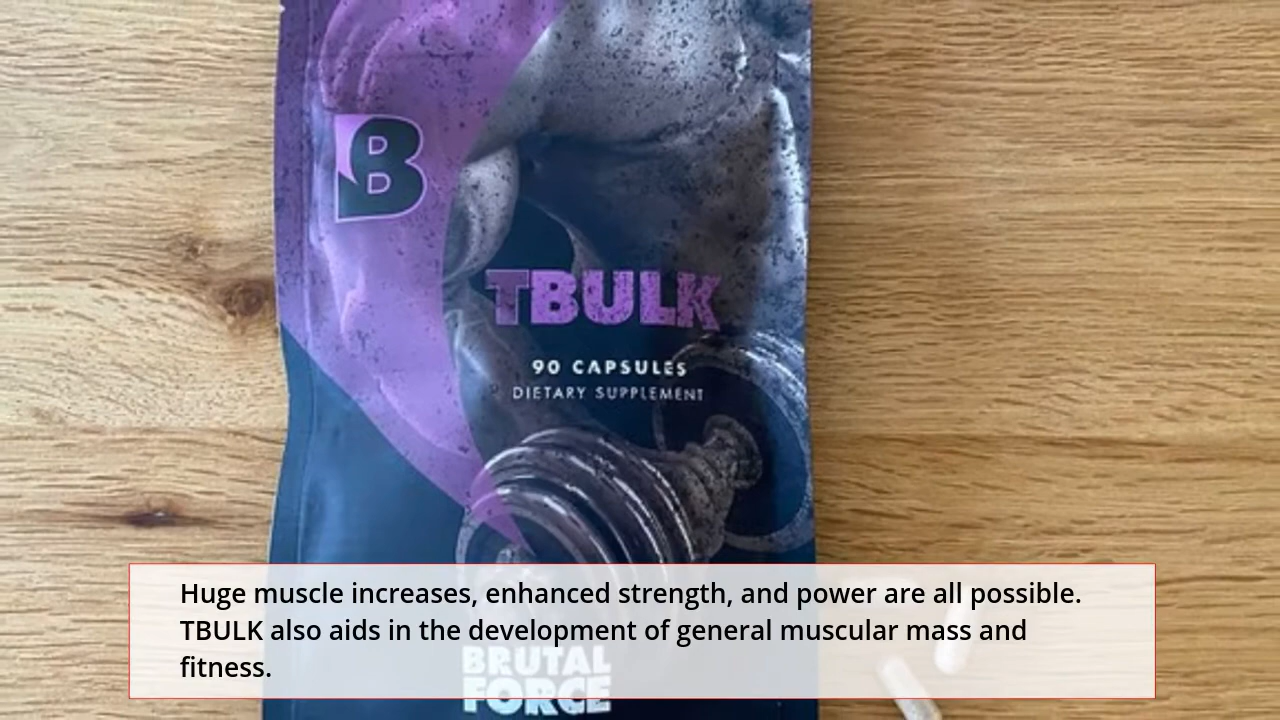 B
TBULK
90 CAPSULES
DIETARY SUPPLEMENT
Huge muscle increases, enhanced strength, and power are all possible.
TBULK also aids in the development of general muscular mass and
fitness.
BRUTAL
FORCE